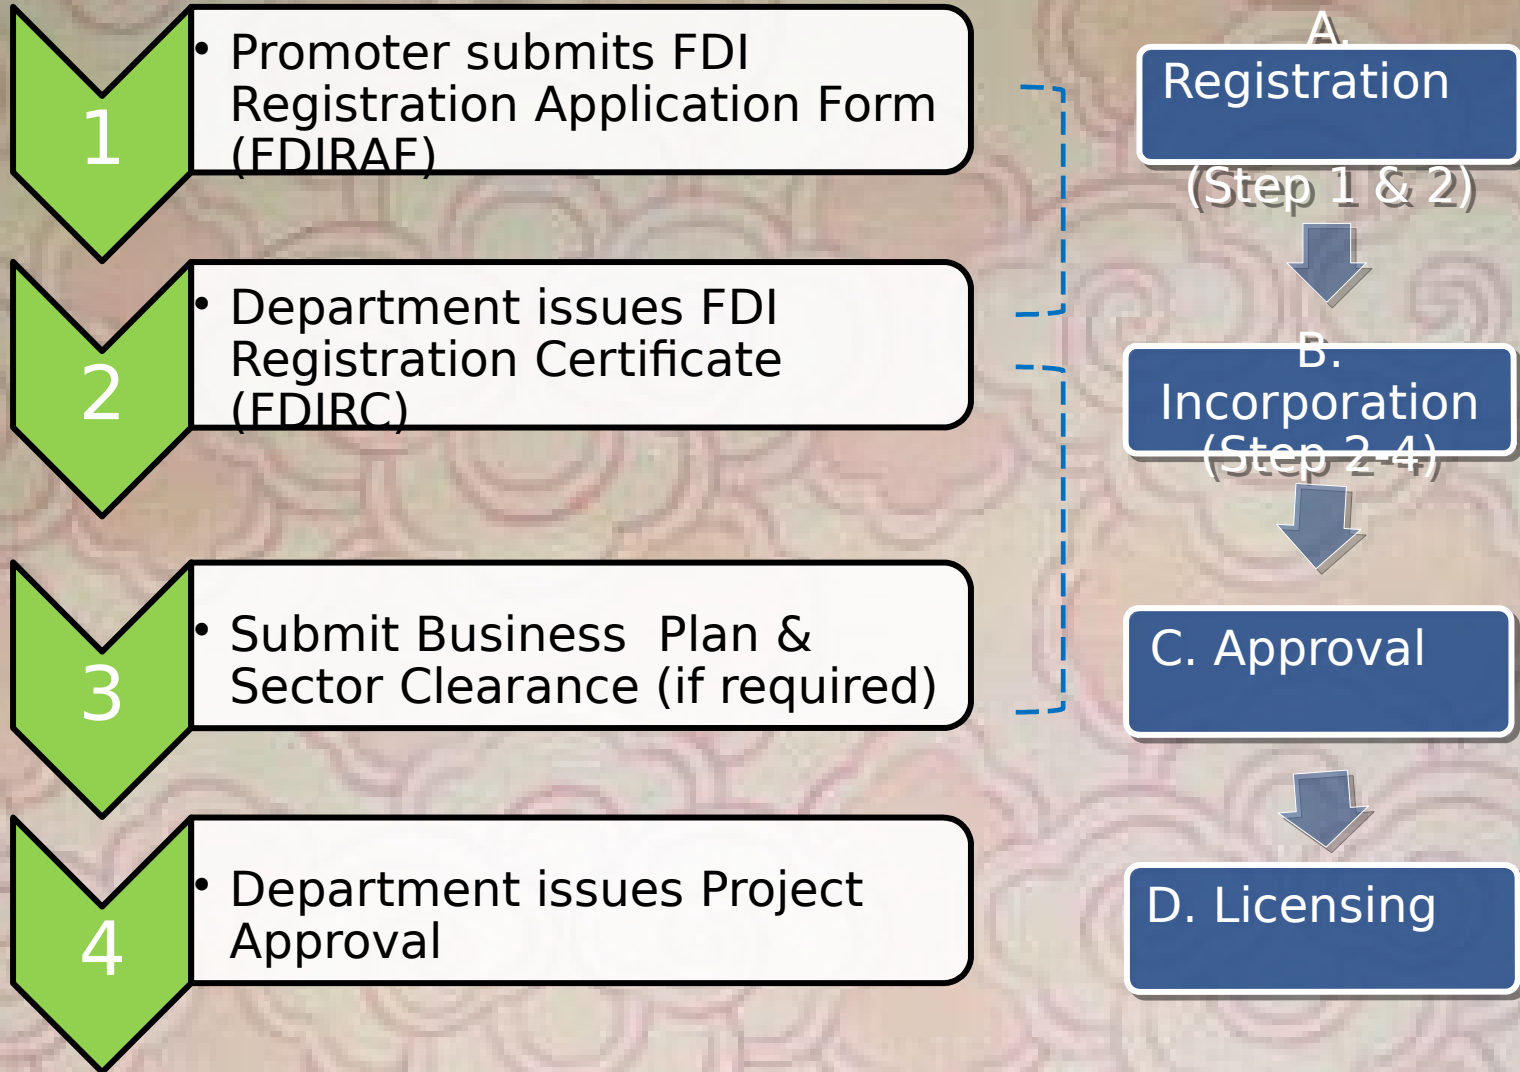 1
• Promoter submits FDI
Registration Application Form
(FDIRAF)
2
• Department issues FDI
Registration Certificate
(FDIRC)
3
• Submit Business  Plan &
Sector Clearance (if required)
4
• Department issues Project
Approval
A.
Registration
(Step 1 & 2)
B.
Incorporation
(Step 2-4)
C. Approval
D. Licensing